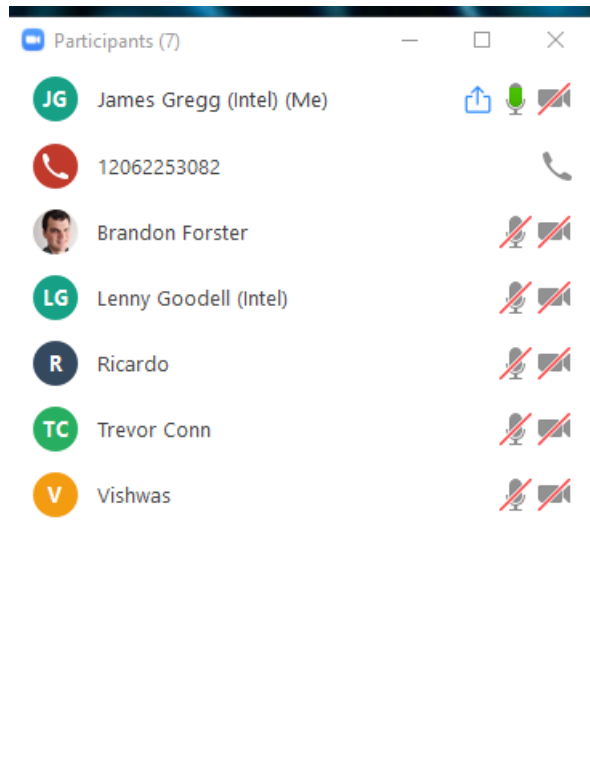 Participants (7)
JG James Gregg (Intel) (Me)
12062253082
Brandon Forster
LG Lenny Goodell (Intel)
R Ricardo
TC Trevor Conn
V Vishwas